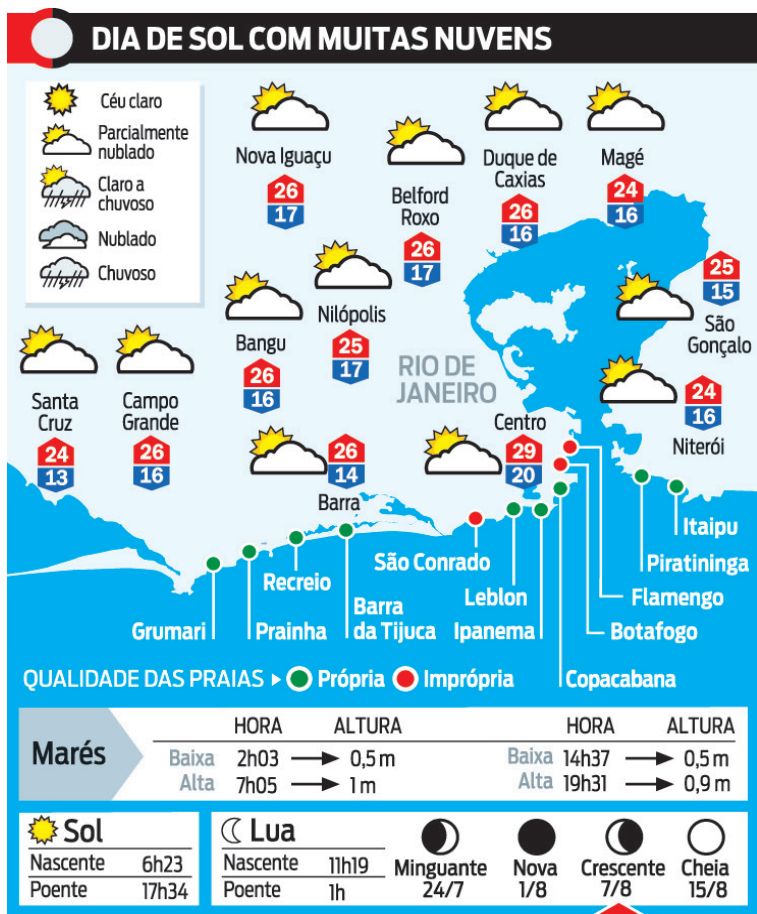 DIA DE SOL COM MUITAS NUVENS
Céu claro
Parcialmente
nublado
Claro a
chuvoso
Nublado
Chuvoso
Nova Iguaçu
26
17
Belford
Roxo
26
17
Duque de
Caxias
26
16
Magé
24
16
25
15
São
Gonçalo
Nilópolis
25
17
Bangu
26
16
RIO DE
JANEIRO
24
16
Niterói
Santa
Cruz
24
13
Campo
Grande
26
16
26
14
Barra
Centro
29
20
Itaipu
Piratininga
Flamengo
Botafogo
Copacabana
São Conrado
Leblon
Ipanema
Recreio
Barra
da Tijuca
Prainha
Grumari
QUALIDADE DAS PRAIAS Própria Imprópria
Marés
HORA ALTURA HORA ALTURA
Baixa 2h03 0,5 m Baixa 14h37 0,5 m
Alta 7h05 1 m Alta 19h31 0,9 m
Sol
Nascente 6h23
Poente 17h34
Lua
Nascente 11h19
Poente 1h
Minguante
24/7
Nova
1/8
Crescente
7/8
Cheia
15/8